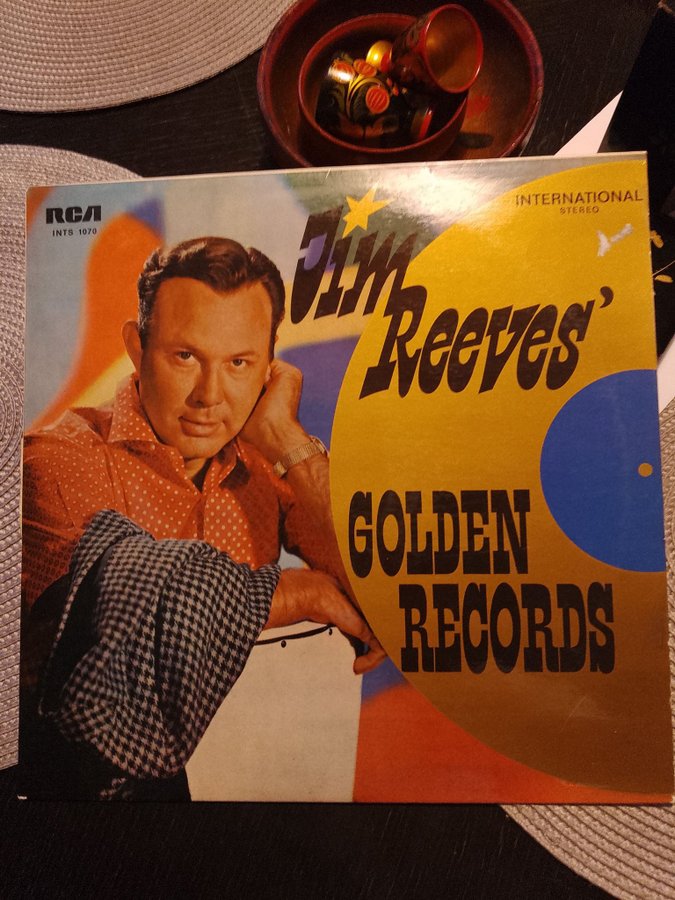 RCA
INTS 1070
INTERNATIONAL
STEREO
Jim
Reeves'
GOLDEN
RECORDS